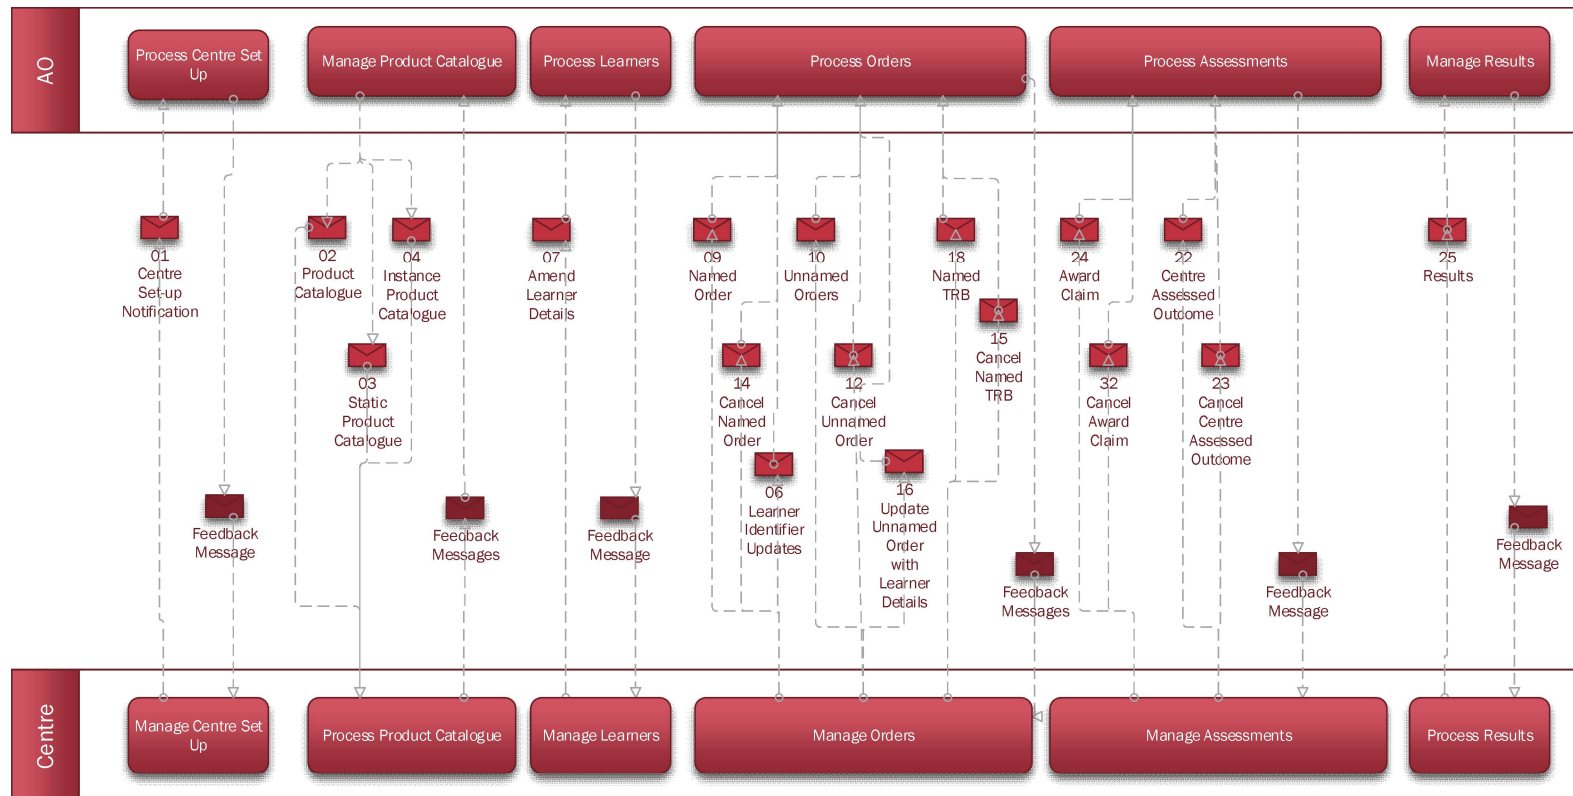 AO
Process Centre Set
Up
Manage Product Catalogue
Process Learners
Process Orders
Process Assessments
Manage Results
01
Centre
Set-up
Notification
02
Product
Catalogue
04
Instance
Product
Catalogue
03
Static
Product
Catalogue
07
Amend
Learner
Details
09
Named
Order
10
Unnamed
Orders
18
Named
TRB
15
Cancel
Named
TRB
24
Award
Claim
22
Centre
Assessed
Outcome
25
Results
14
Cancel
Named
Order
12
Cancel
Unnamed
Order
32
Cancel
Award
Claim
23
Cancel
Centre
Assessed
Outcome
06
Learner
Identifier
Updates
16
Update
Unnamed
Order
with
Learner
Details
Feedback
Message
Feedback
Messages
Feedback
Message
Feedback
Messages
Feedback
Message
Feedback
Message
Centre
Manage Centre Set
Up
Process Product Catalogue
Manage Learners
Manage Orders
Manage Assessments
Process Results